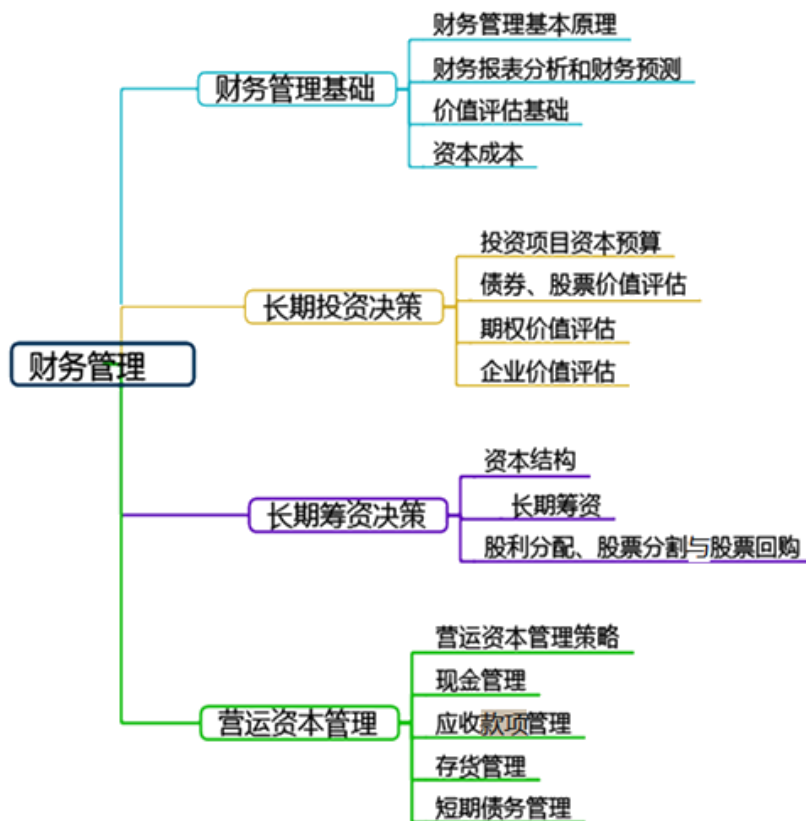 财务管理
财务管理基础
财务管理基本原理
财务报表分析和财务预测
价值评估基础
资本成本
长期投资决策
投资项目资本预算
债券、股票价值评估
期权价值评估
企业价值评估
长期筹资决策
资本结构
长期筹资
股利分配、股票分割与股票回购
营运资本管理
营运资本管理策略
现金管理
应收款项管理
存货管理
短期债务管理